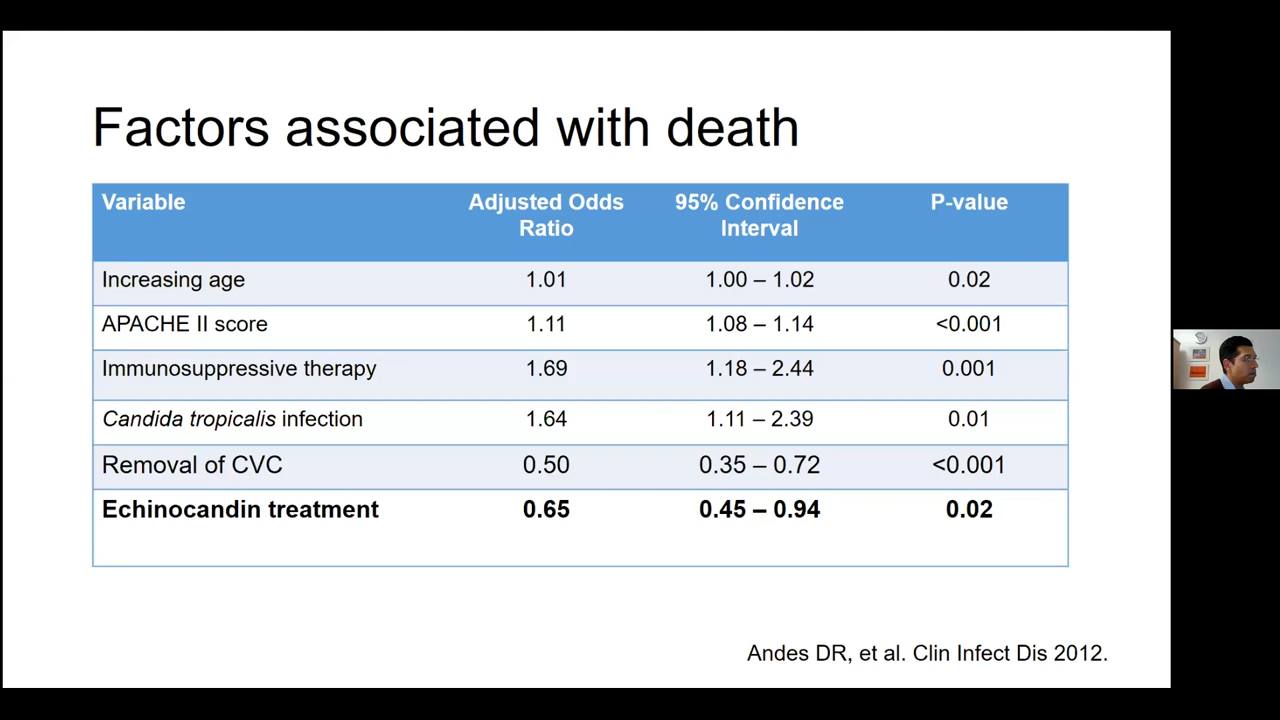 Factors associated with death
Variable Adjusted Odds Ratio 95% Confidence Interval P-value
Increasing age 1.01 1.00 – 1.02 0.02
APACHE II score 1.11 1.08 – 1.14 <0.001
Immunosuppressive therapy 1.69 1.18 – 2.44 0.001
Candida tropicalis infection 1.64 1.11 – 2.39 0.01
Removal of CVC 0.50 0.35 – 0.72 <0.001
Echinocandin treatment 0.65 0.45 – 0.94 0.02
Andes DR, et al. Clin Infect Dis 2012.